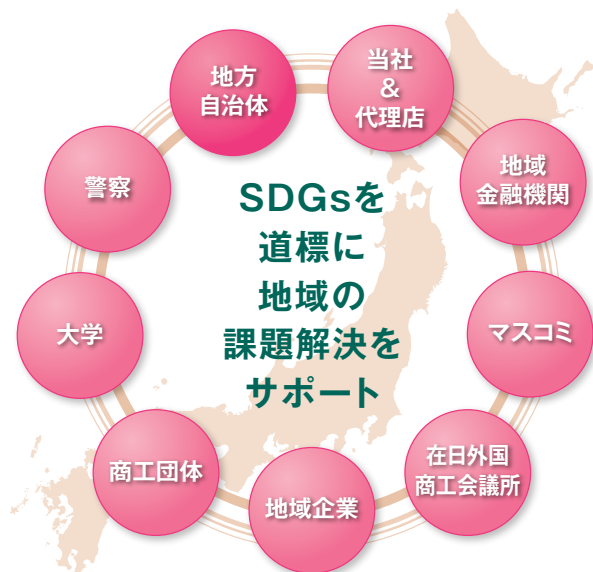 地方
自治体
当社
&
代理店
地域
金融機関
マスコミ
在日外国
商工会議所
地域企業
商工団体
大学
警察
SDGsを
道標に
地域の
課題解決を
サポート